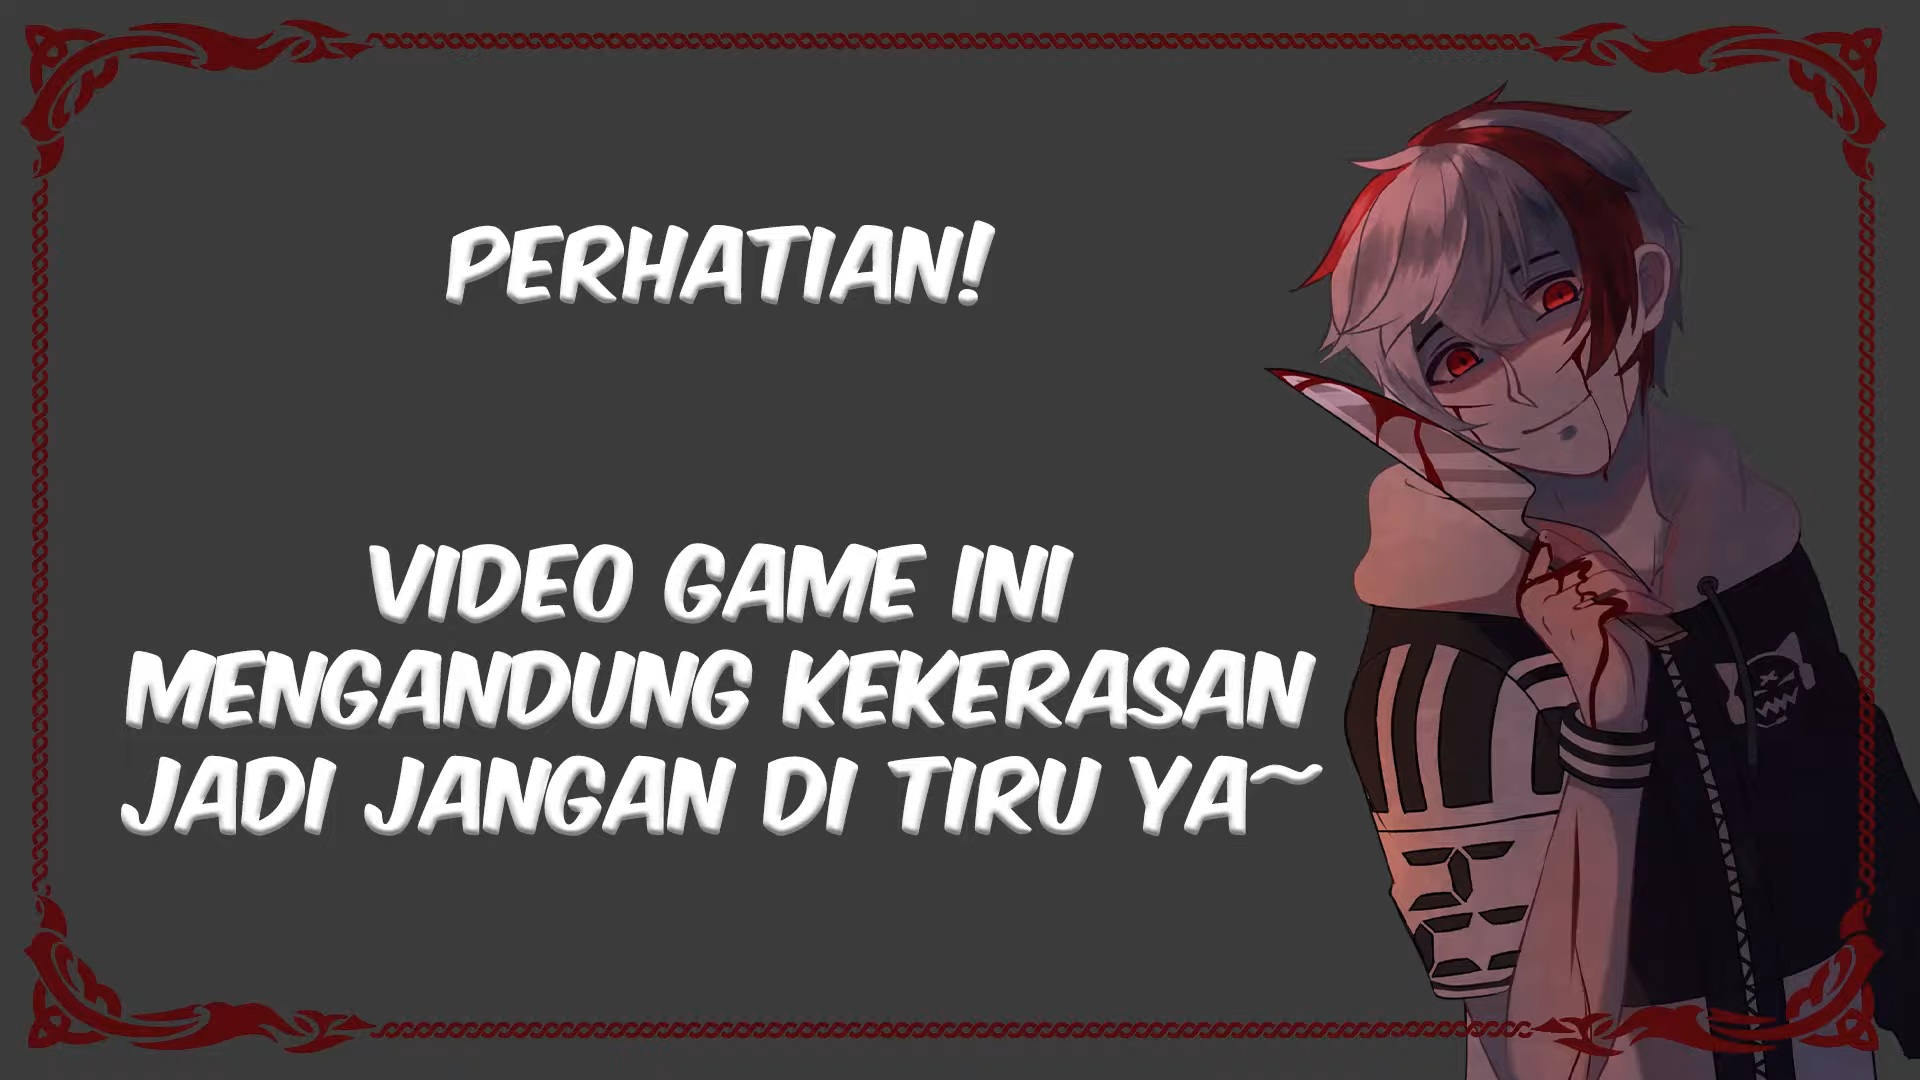 PERHATIAN!
VIDEO GAME INI
MENGANDUNG KEKERASAN
JADI JANGAN DI TIRU YA~